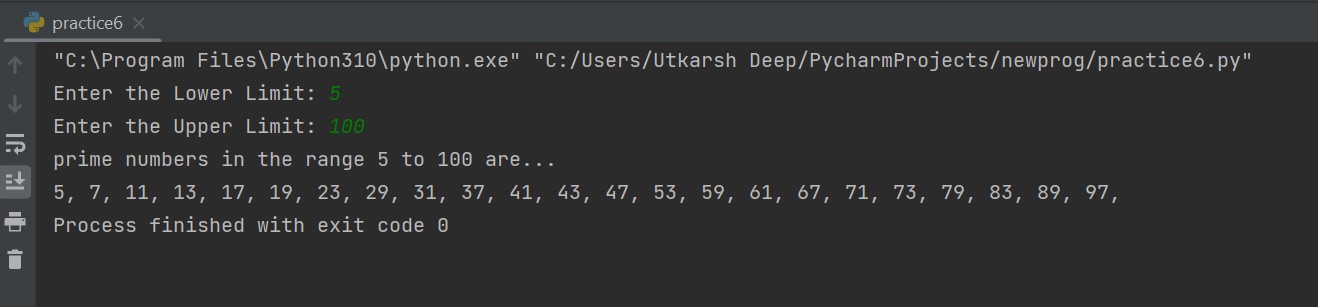 practice6
"C:\Program Files\Python310\python.exe" "C:/Users/Utkarsh Deep/PycharmProjects/newprog/practice6.py"
Enter the Lower Limit: 5
Enter the Upper Limit: 100
prime numbers in the range 5 to 100 are...
5, 7, 11, 13, 17, 19, 23, 29, 31, 37, 41, 43, 47, 53, 59, 61, 67, 71, 73, 79, 83, 89, 97,
Process finished with exit code 0